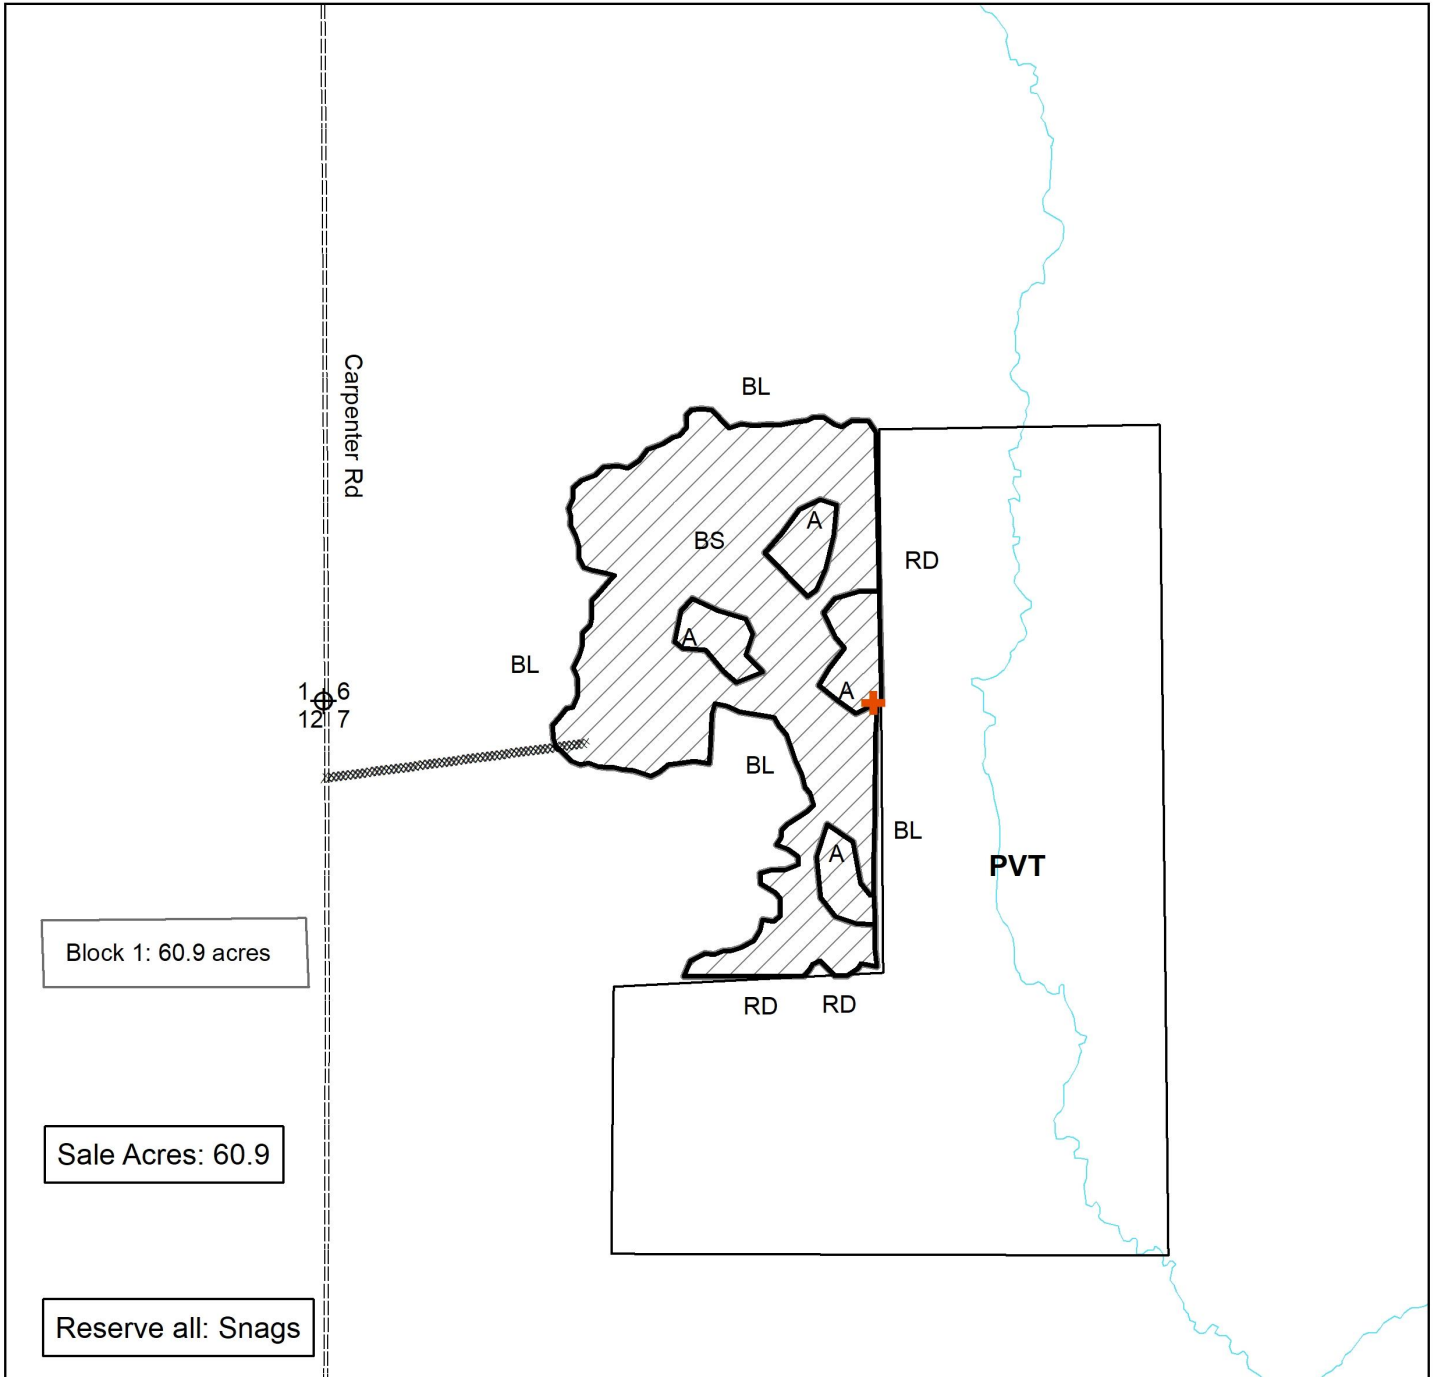 Carpenter Rd
BL
A
BS
RD
A
BL
1 6
12 7
A
BL
BL
A
PVT
Block 1: 60.9 acres
RD
RD
Sale Acres: 60.9
Reserve all: Snags